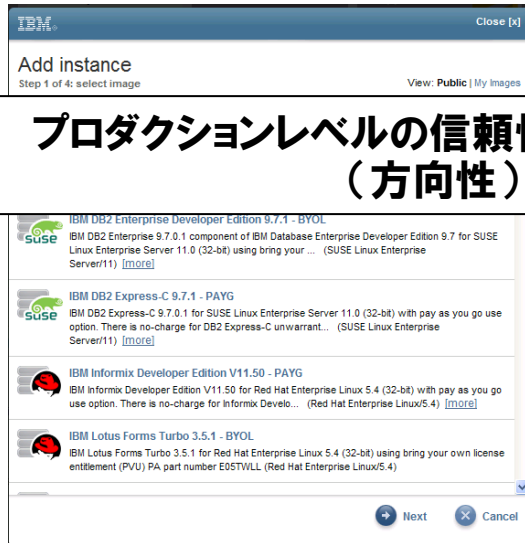 IBM®
Close [x]
Add instance
Step 1 of 4: select image
View: Public | My Images
プロダクションレベルの信頼
（方向性）
IBM DB2 Enterprise Developer Edition 9.7.1 - BYOL
IBM DB2 Enterprise 9.7.0.1 component of IBM Database Enterprise Developer Edition 9.7 for SUSE
Linux Enterprise Server 11.0 (32-bit) using bring your ... (SUSE Linux Enterprise
Server/11) [more]
SUSE
IBM DB2 Express-C 9.7.1 - PAYG
IBM DB2 Express-C 9.7.0.1 for SUSE Linux Enterprise Server 11.0 (32-bit) with pay as you go use
option. There is no-charge for DB2 Express-C unwarrant... (SUSE Linux Enterprise
Server/11) [more]
SUSE
IBM Informix Developer Edition V11.50 - PAYG
IBM Informix Developer Edition V11.50 for Red Hat Enterprise Linux 5.4 (32-bit) with pay as you go
use option. There is no-charge for Informix Develo... (Red Hat Enterprise Linux/5.4) [more]
IBM Lotus Forms Turbo 3.5.1 - BYOL
IBM Lotus Forms Turbo 3.5.1 for Red Hat Enterprise Linux 5.4 (32-bit) using bring your own license
entitlement (PVU) PA part number E05TWLL (Red Hat Enterprise Linux/5.4)
Next
Cancel